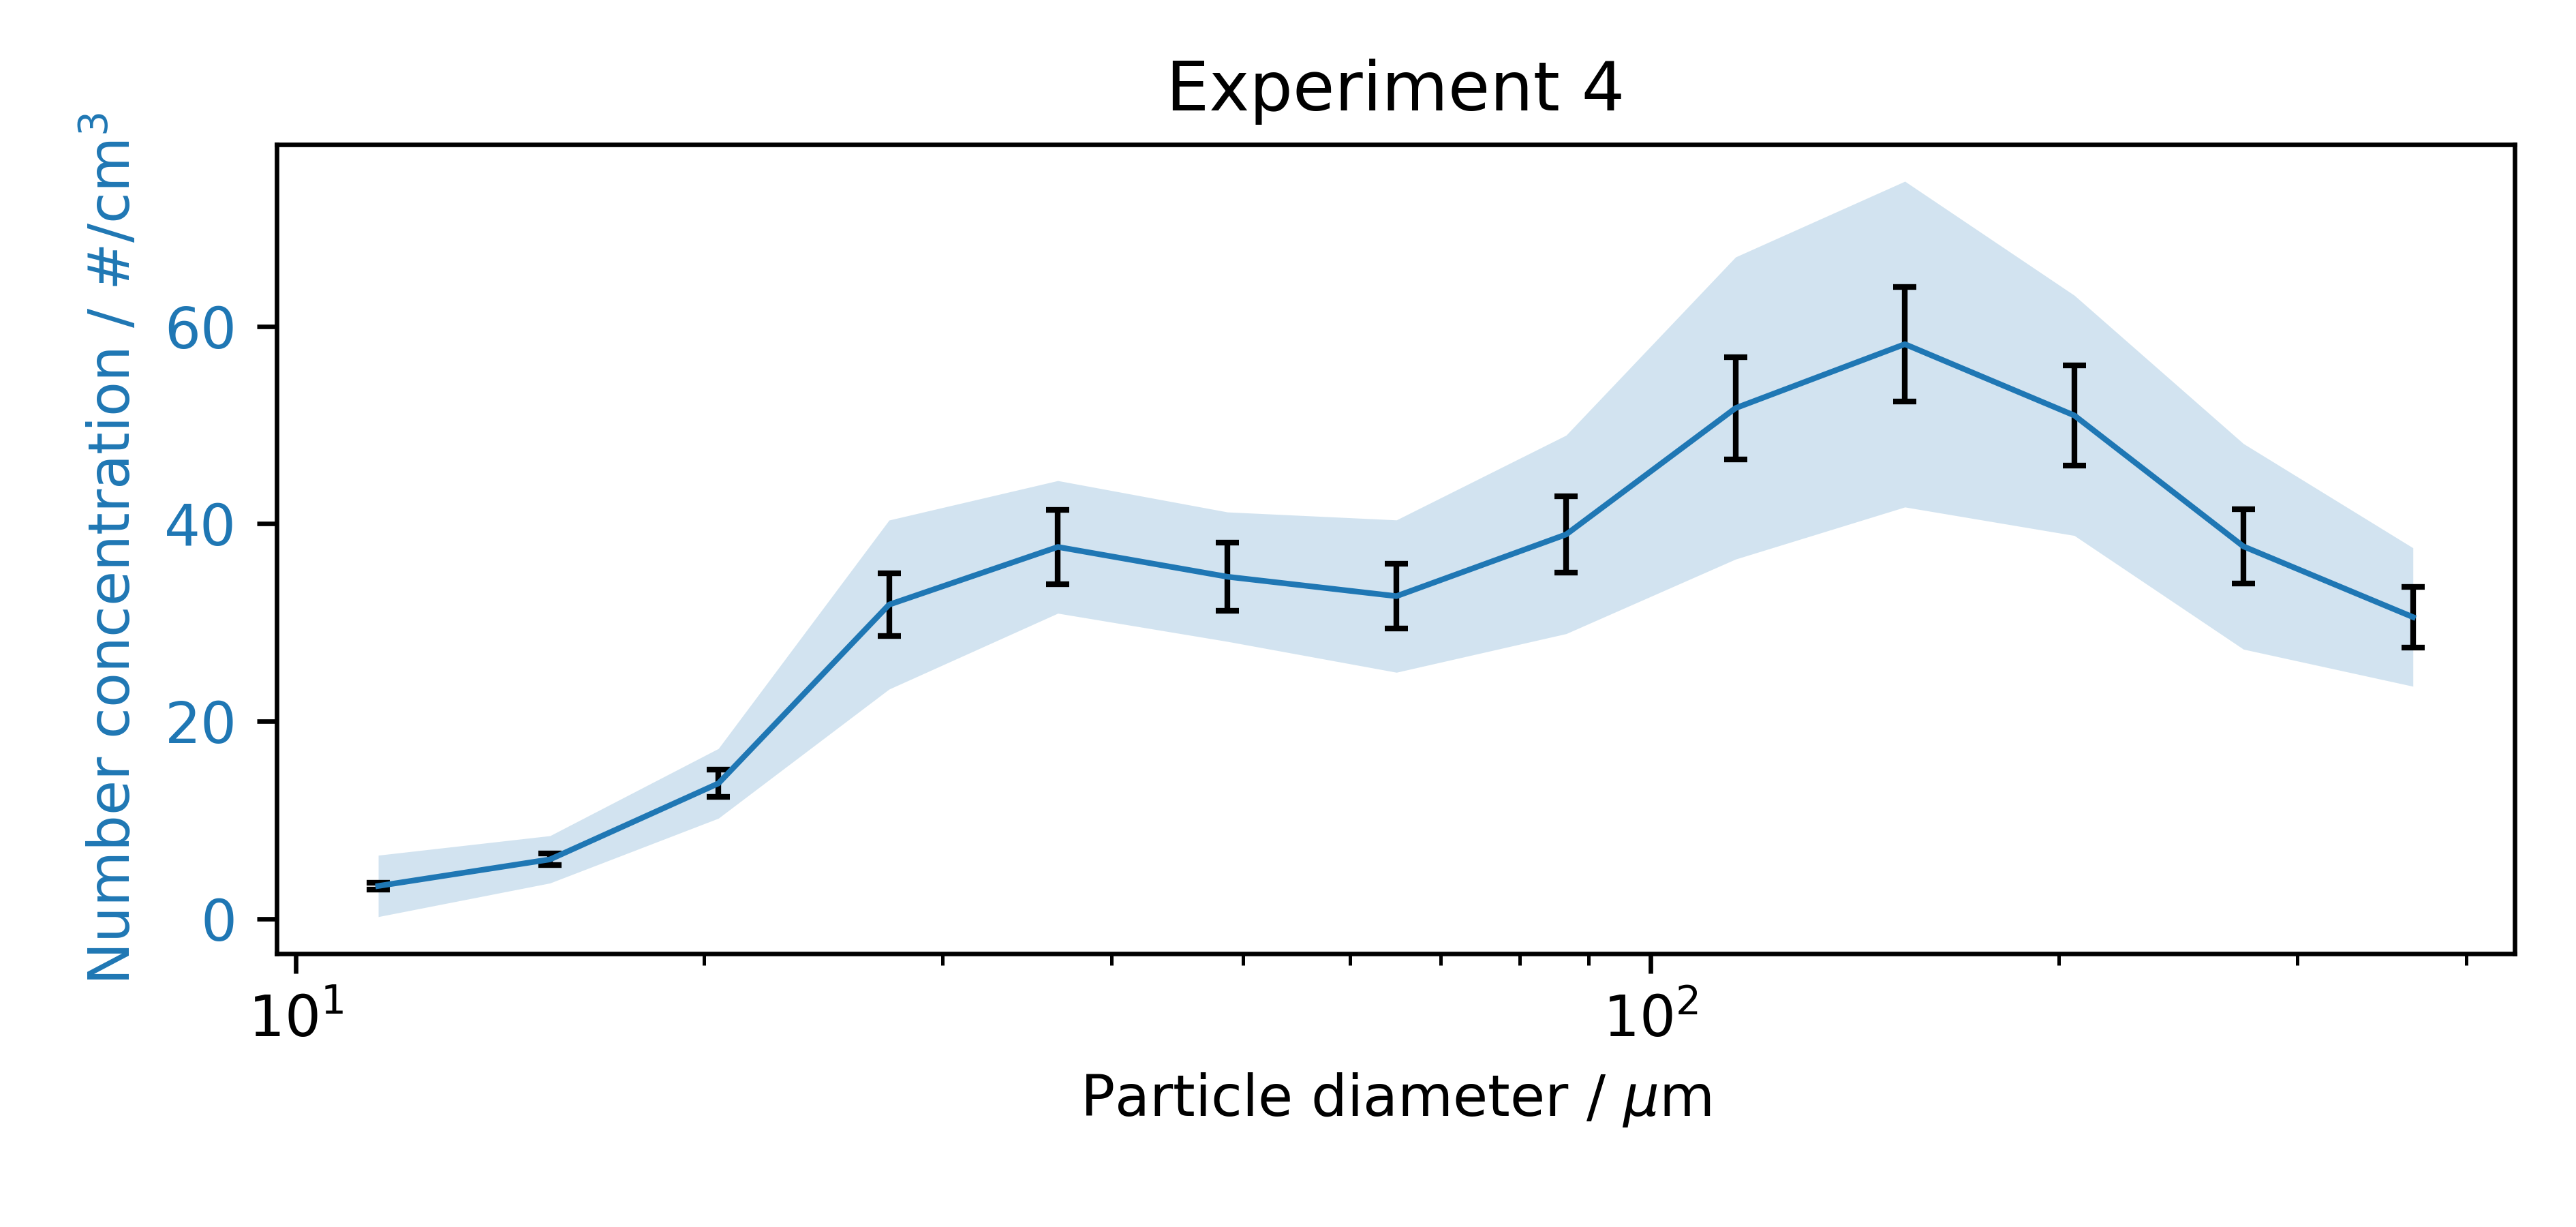 Experiment 4
Number concentration / #/cm³
60
40
20
0
10¹
10²
Particle diameter / μm